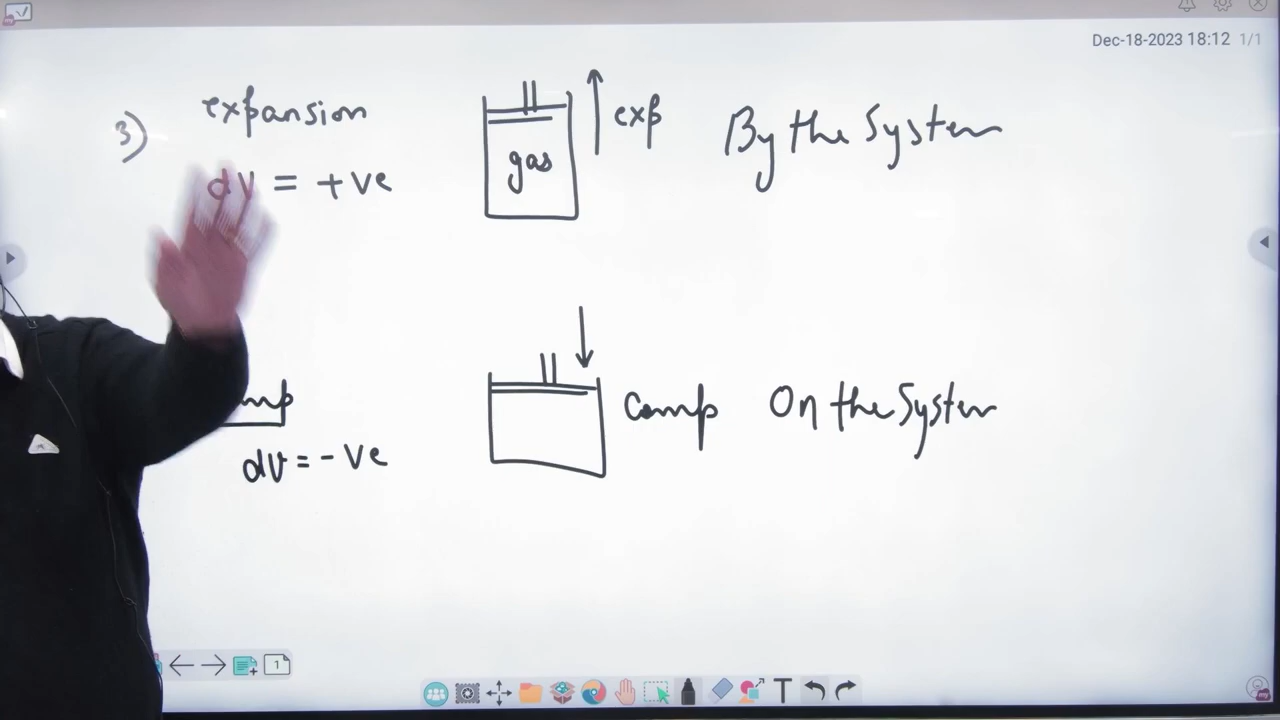 Dec-18-2023 18:12 1/1
3) expansion
dV = +ve
gas
exp
By the System
dv = -ve
Comp
On the System
1
T